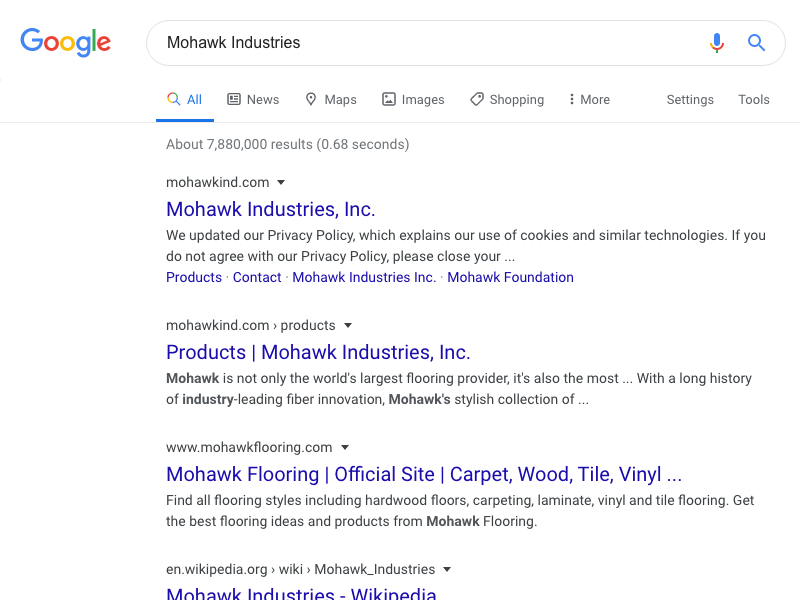 Google
Mohawk Industries
All News Maps Images Shopping More Settings Tools
About 7,880,000 results (0.68 seconds)
mohawkind.com
Mohawk Industries, Inc.
We updated our Privacy Policy, which explains our use of cookies and similar technologies. If you
do not agree with our Privacy Policy, please close your ...
Products · Contact · Mohawk Industries Inc. · Mohawk Foundation
mohawkind.com › products
Products | Mohawk Industries, Inc.
Mohawk is not only the world's largest flooring provider, it's also the most ... With a long history
of industry-leading fiber innovation, Mohawk's stylish collection of ...
www.mohawkflooring.com
Mohawk Flooring | Official Site | Carpet, Wood, Tile, Vinyl ...
Find all flooring styles including hardwood floors, carpeting, laminate, vinyl and tile flooring. Get
the best flooring ideas and products from Mohawk Flooring.
en.wikipedia.org › wiki › Mohawk_Industries
Mohawk Industries - Wikipedia